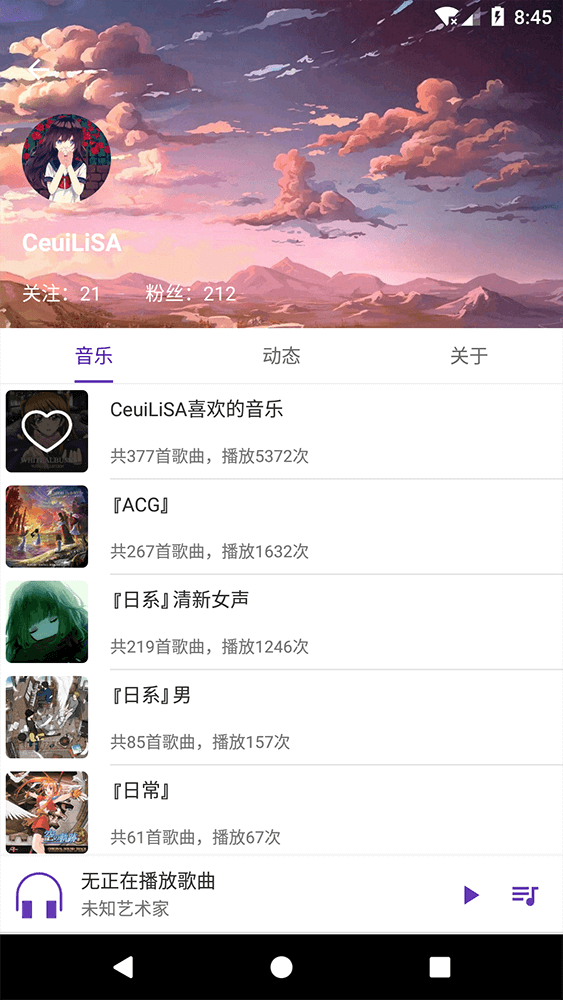 8:45
CeuiLiSA
关注：21 粉丝：212
音乐 动态 关于
CeuiLiSA喜欢的音乐
共377首歌曲，播放5372次
『ACG』
共267首歌曲，播放1632次
『日系』清新女声
共219首歌曲，播放1246次
『日系』男
共85首歌曲，播放157次
『日常』
共61首歌曲，播放67次
无正在播放歌曲
未知艺术家